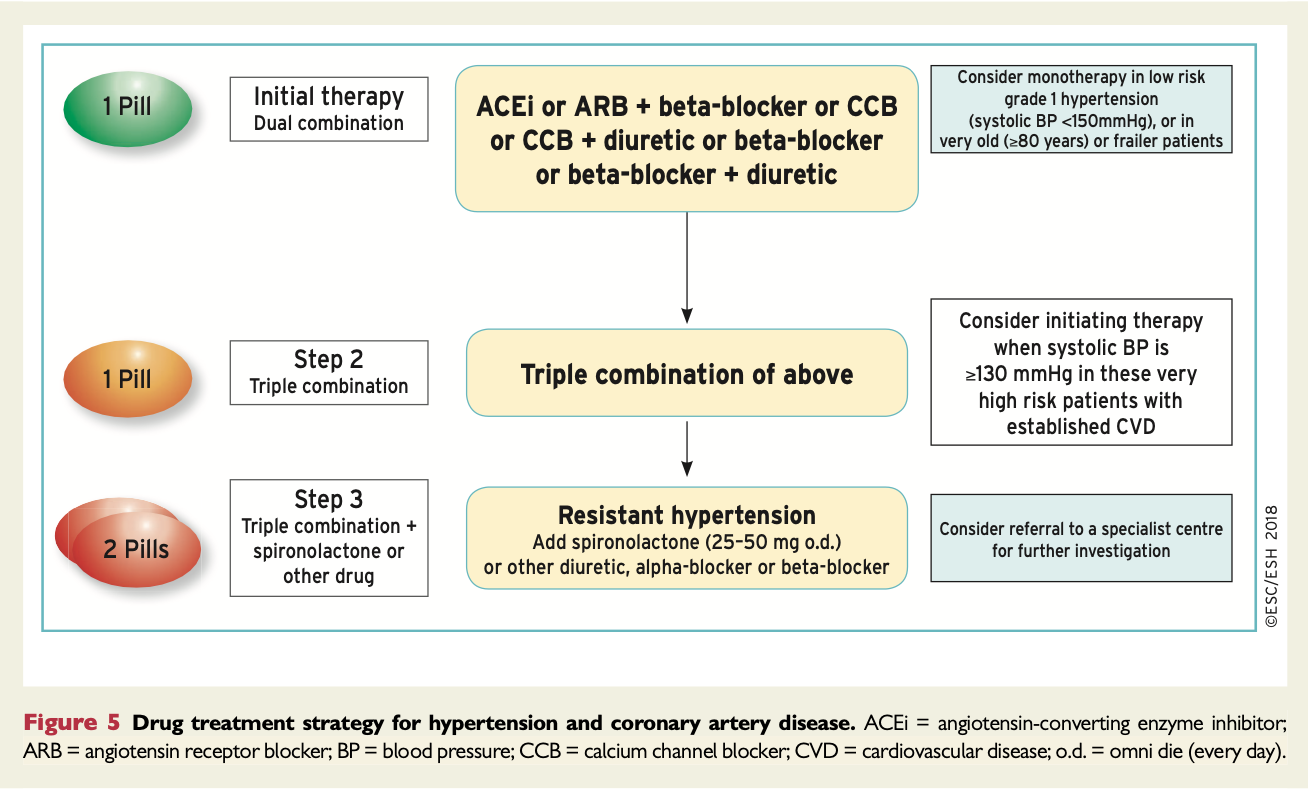 1 Pill
Initial therapy
Dual combination
ACEi or ARB + beta-blocker or CCB
or CCB + diuretic or beta-blocker
or beta-blocker + diuretic
Consider monotherapy in low risk
grade 1 hypertension
(systolic BP <150mmHg), or in
very old (≥80 years) or frailer patients
1 Pill
Step 2
Triple combination
Triple combination of above
Consider initiating therapy
when systolic BP is
≥130 mmHg in these very
high risk patients with
established CVD
2 Pills
Step 3
Triple combination +
spironolactone or
other drug
Resistant hypertension
Add spironolactone (25–50 mg o.d.)
or other diuretic, alpha-blocker or beta-blocker
Consider referral to a specialist centre
for further investigation
©ESC/ESH 2018
Figure 5 Drug treatment strategy for hypertension and coronary artery disease. ACEi = angiotensin-converting enzyme inhibitor;
ARB = angiotensin receptor blocker; BP = blood pressure; CCB = calcium channel blocker; CVD = cardiovascular disease; o.d. = omni die (every day).